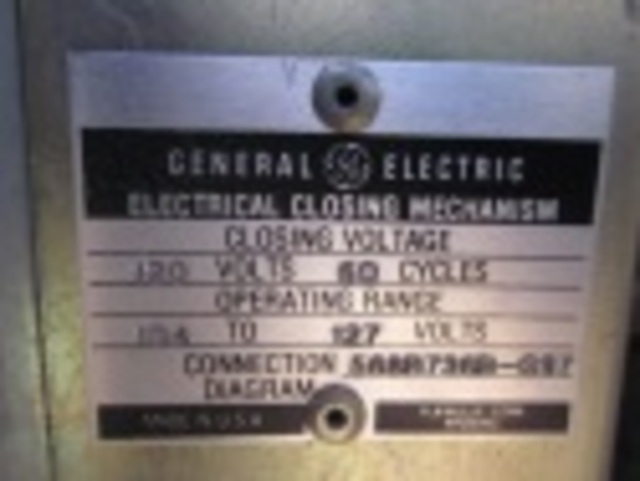 GENERAL GE ELECTRIC
ELECTRICAL CLOSING MECHANISM
CLOSING VOLTAGE
120 VOLTS 60 CYCLES
OPERATING RANGE
104 TO 127 VOLTS
CONNECTION
DIAGRAM
MADE IN U.S.A.